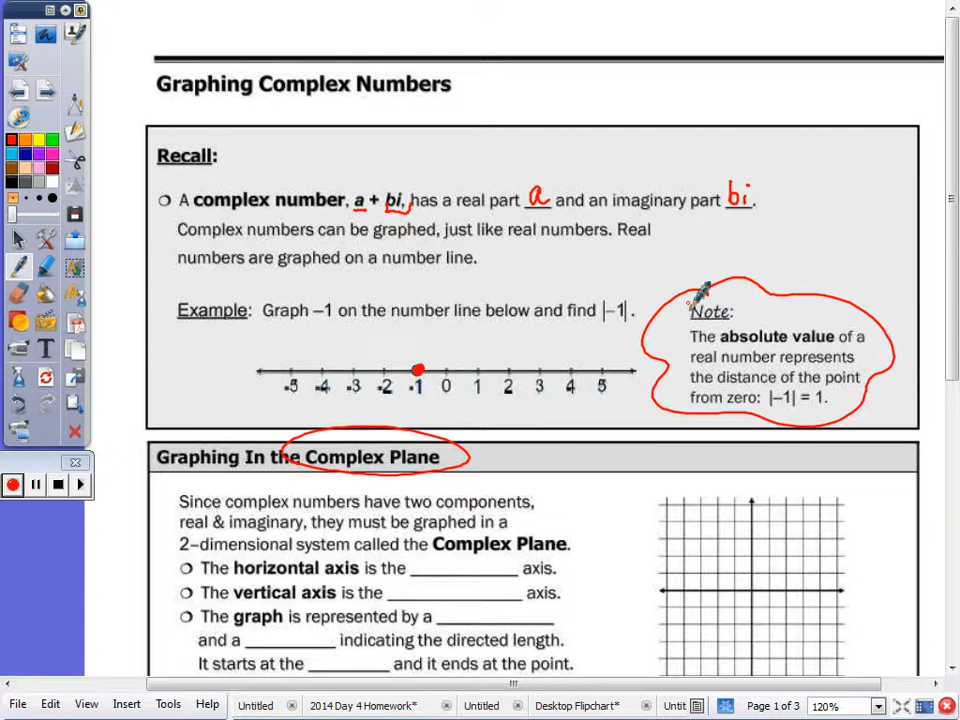 Graphing Complex Numbers
Recall:
A complex number, a + bi, has a real part a and an imaginary part bi.
Complex numbers can be graphed, just like real numbers. Real
numbers are graphed on a number line.
Example: Graph –1 on the number line below and find |–1|.
-5 -4 -3 -2 -1 0 1 2 3 4 5
Note:
The absolute value of a
real number represents
the distance of the point
from zero: |–1| = 1.
Graphing In the Complex Plane
Since complex numbers have two components,
real & imaginary, they must be graphed in a
2–dimensional system called the Complex Plane.
The horizontal axis is the ____________ axis.
The vertical axis is the _______________ axis.
The graph is represented by a _____________
and a __________ indicating the directed length.
It starts at the _________ and it ends at the point.
File Edit View Insert Tools Help Untitled 2014 Day 4 Homework* Untitled Desktop Flipchart* Untit Page 1 of 3 120%